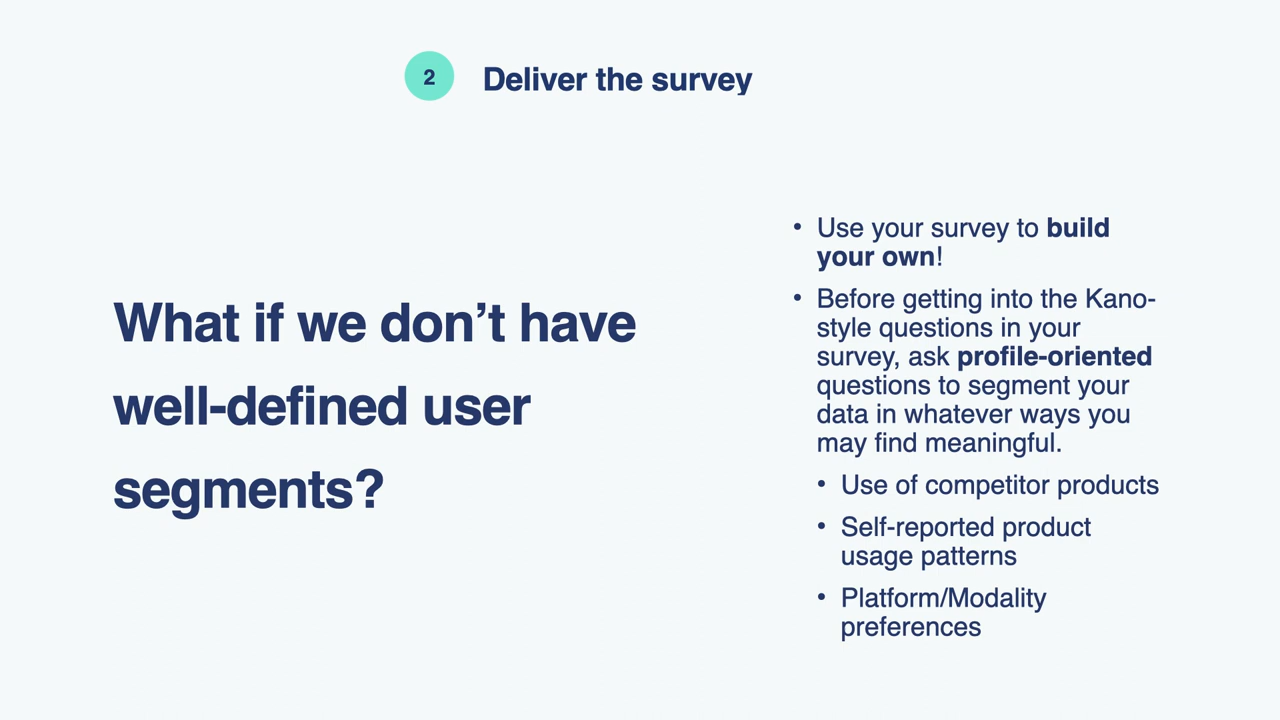 2
Deliver the survey
What if we don’t have
well-defined user
segments?
• Use your survey to build
your own!
• Before getting into the Kano-
style questions in your
survey, ask profile-oriented
questions to segment your
data in whatever ways you
may find meaningful.
• Use of competitor products
• Self-reported product
usage patterns
• Platform/Modality
preferences